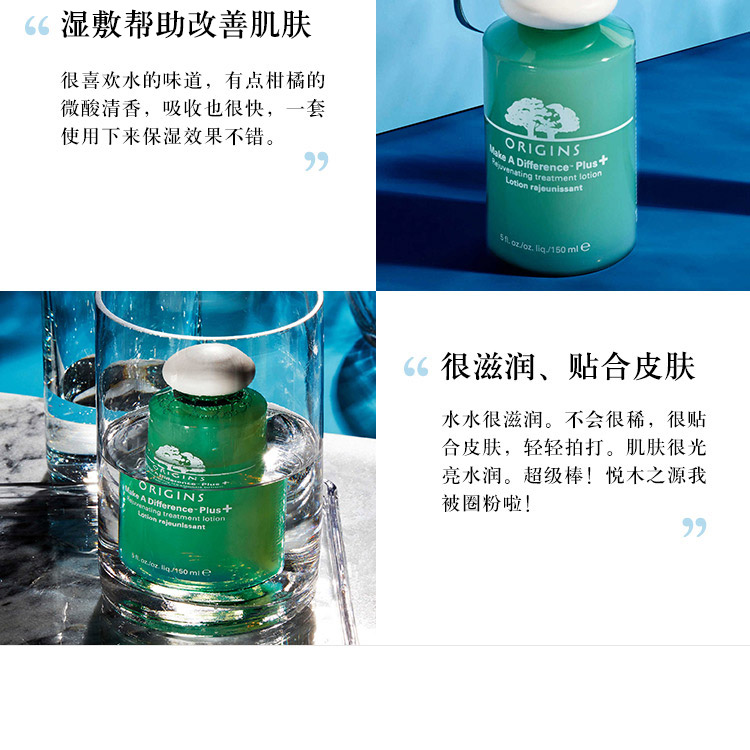 湿敷帮助改善肌肤
很喜欢水的味道，有点柑橘的
微酸清香，吸收也很快，一套
使用下来保湿效果不错。
ORIGINS
Make A Difference™ Plus+
Rejuvenating treatment lotion
Lotion rajeunissant
5 fl. oz./oz. liq./150 ml ℮
很滋润、贴合皮肤
水水很滋润。不会很稀，很贴
合皮肤，轻轻拍打。肌肤很光
亮水润。超级棒！悦木之源我
被圈粉啦！
ORIGINS
Make A Difference™ Plus+
Rejuvenating treatment lotion
Lotion rajeunissant
5 fl. oz./oz. liq./150 ml ℮